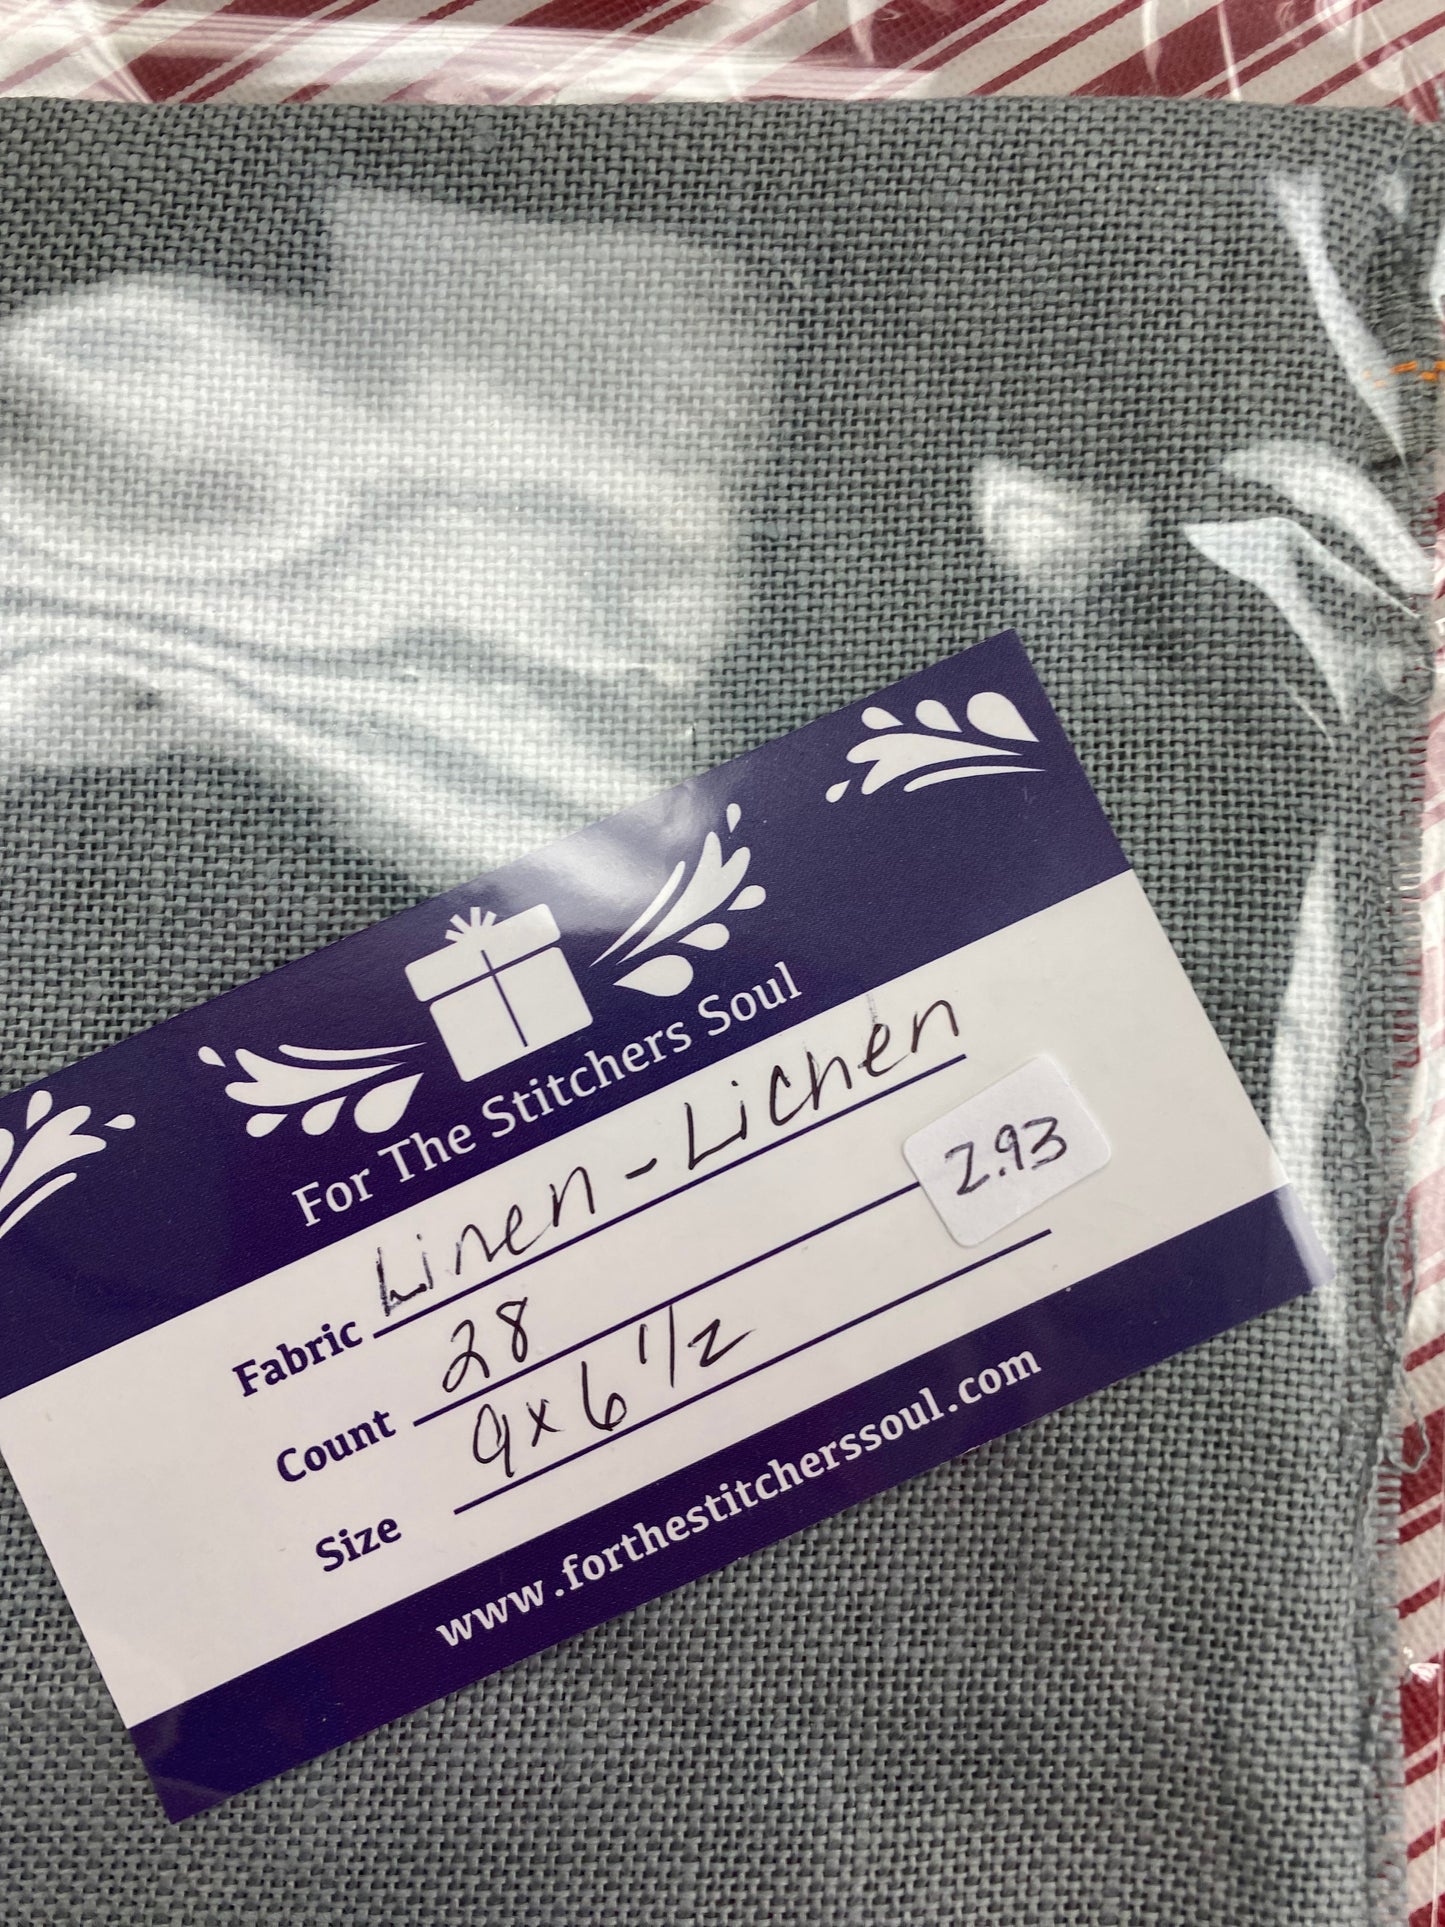 For The Stitchers Soul
Fabric Linen - Lichen
2.93
Count 28
Size 9x6 1/2
www.forthestitcherssoul.com